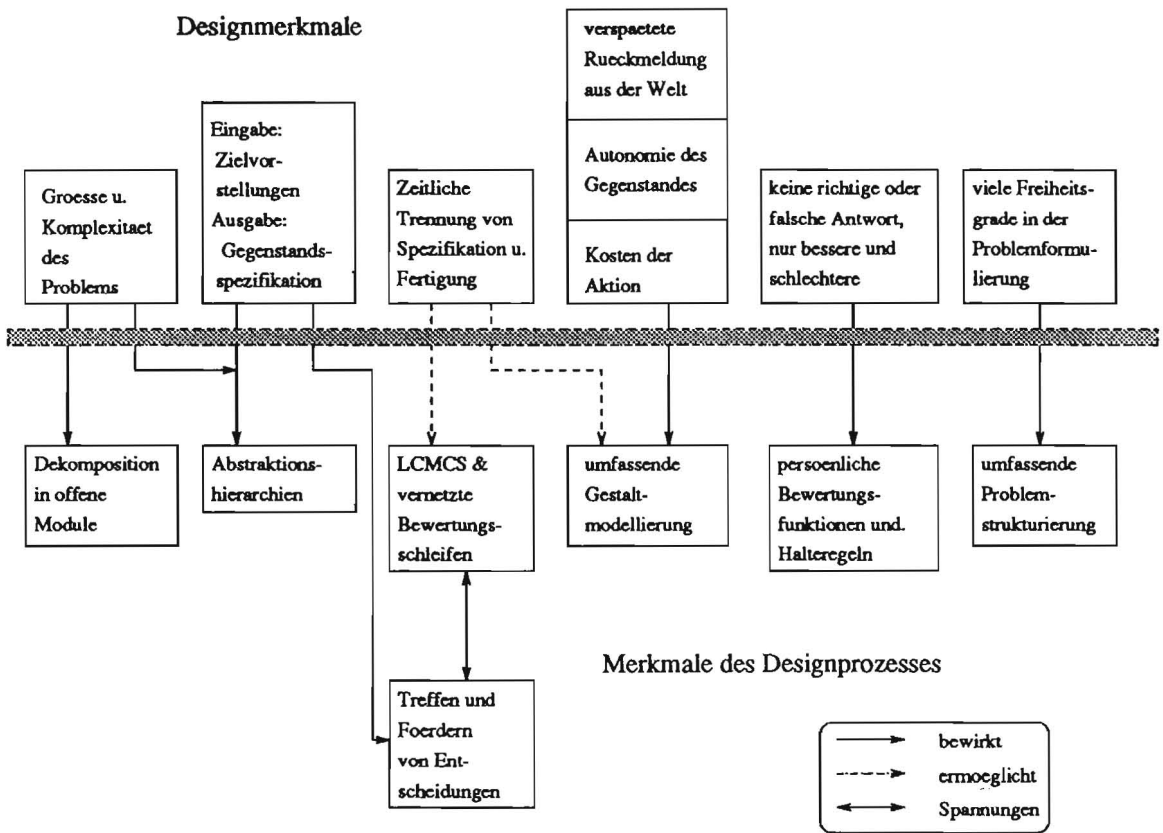 Designmerkmale
Groesse u.
Komplexitaet
des
Problems
Eingabe:
Zielvor-
stellungen
Ausgabe:
Gegenstands-
spezifikation
Zeitliche
Trennung von
Spezifikation u.
Fertigung
verspaetete
Rueckmeldung
aus der Welt
Autonomie des
Gegenstandes
Kosten der
Aktion
keine richtige oder
falsche Antwort,
nur bessere und
schlechtere
viele Freiheits-
grade in der
Problemformu-
lierung
Dekomposition
in offene
Module
Abstraktions-
hierarchien
LCMCS &
vernetzte
Bewertungs-
schleifen
umfassende
Gestalt-
modellierung
persoenliche
Bewertungs-
funktionen und.
Halteregeln
umfassende
Problem-
strukturierung
Treffen und
Foerdern
von Ent-
scheidungen
Merkmale des Designprozesses
bewirkt
ermoeglicht
Spannungen